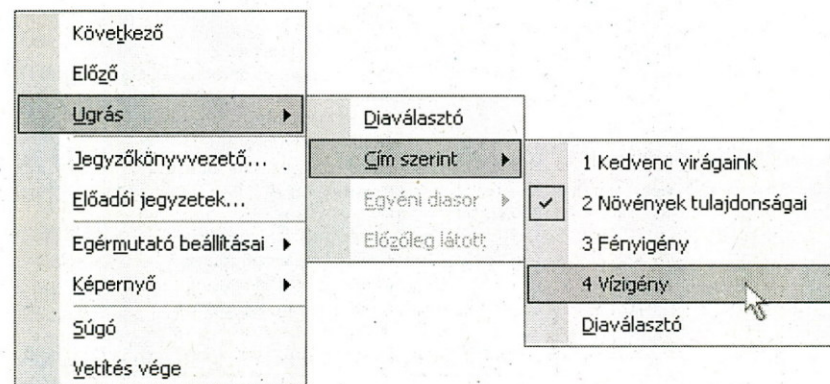 Következő
Előző
Ugrás
Jegyzőkönyvvezető...
Előadói jegyzetek...
Egérmutató beállításai
Képernyő
Súgó
Vetítés vége
Diaválasztó
Cím szerint
Egyéni diasor
Előzőleg látott
1 Kedvenc virágaink
2 Növények tulajdonságai
3 Fényigény
4 Vízigény
Diaválasztó